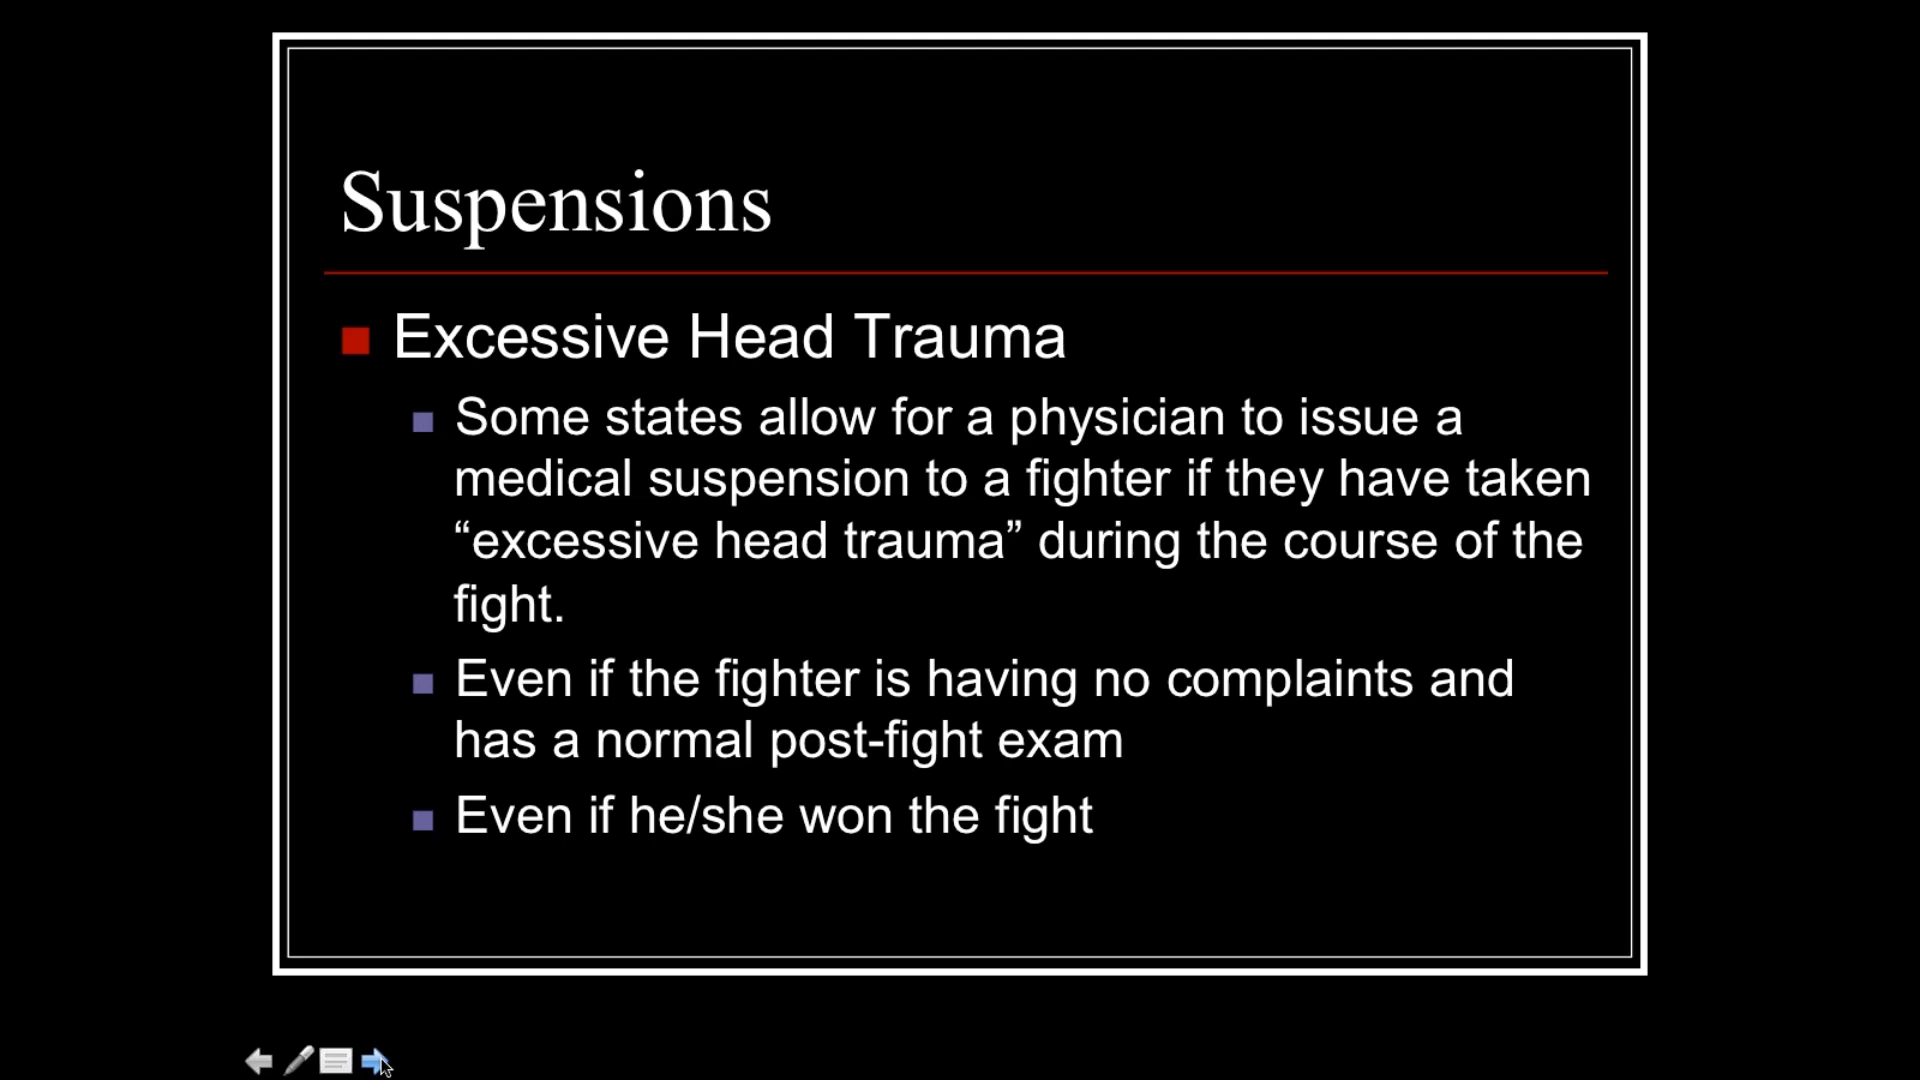 Suspensions
Excessive Head Trauma
Some states allow for a physician to issue a
medical suspension to a fighter if they have taken
“excessive head trauma” during the course of the
fight.
Even if the fighter is having no complaints and
has a normal post-fight exam
Even if he/she won the fight